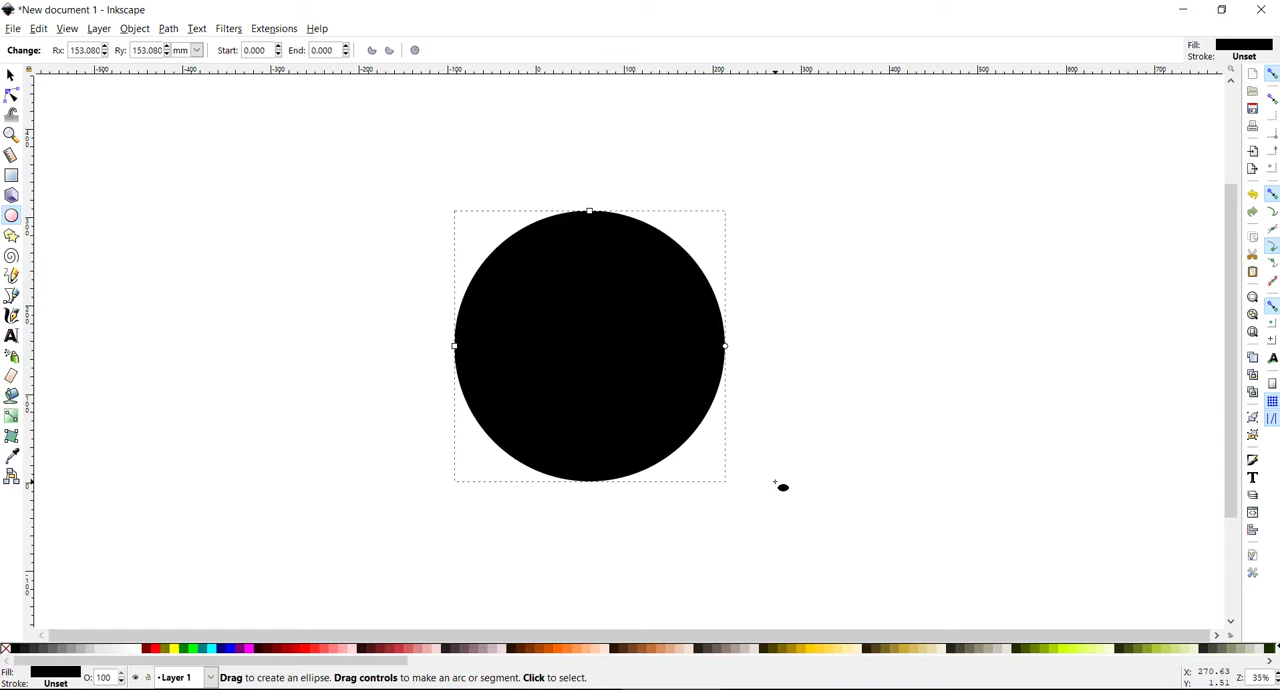 *New document 1 - Inkscape
File Edit View Layer Object Path Text Filters Extensions Help
Change: Rx: 153.080 Ry: 153.080 mm Start: 0.000 End: 0.000
Fill:
Stroke: Unset
-500 -400 -300 -200 -100 0 100 200 300 400 500 600 700
Fill:
Stroke: Unset
O: 100
•Layer 1
Drag to create an ellipse. Drag controls to make an arc or segment. Click to select.
X: 270.63
Y: 1.51
Z: 35%